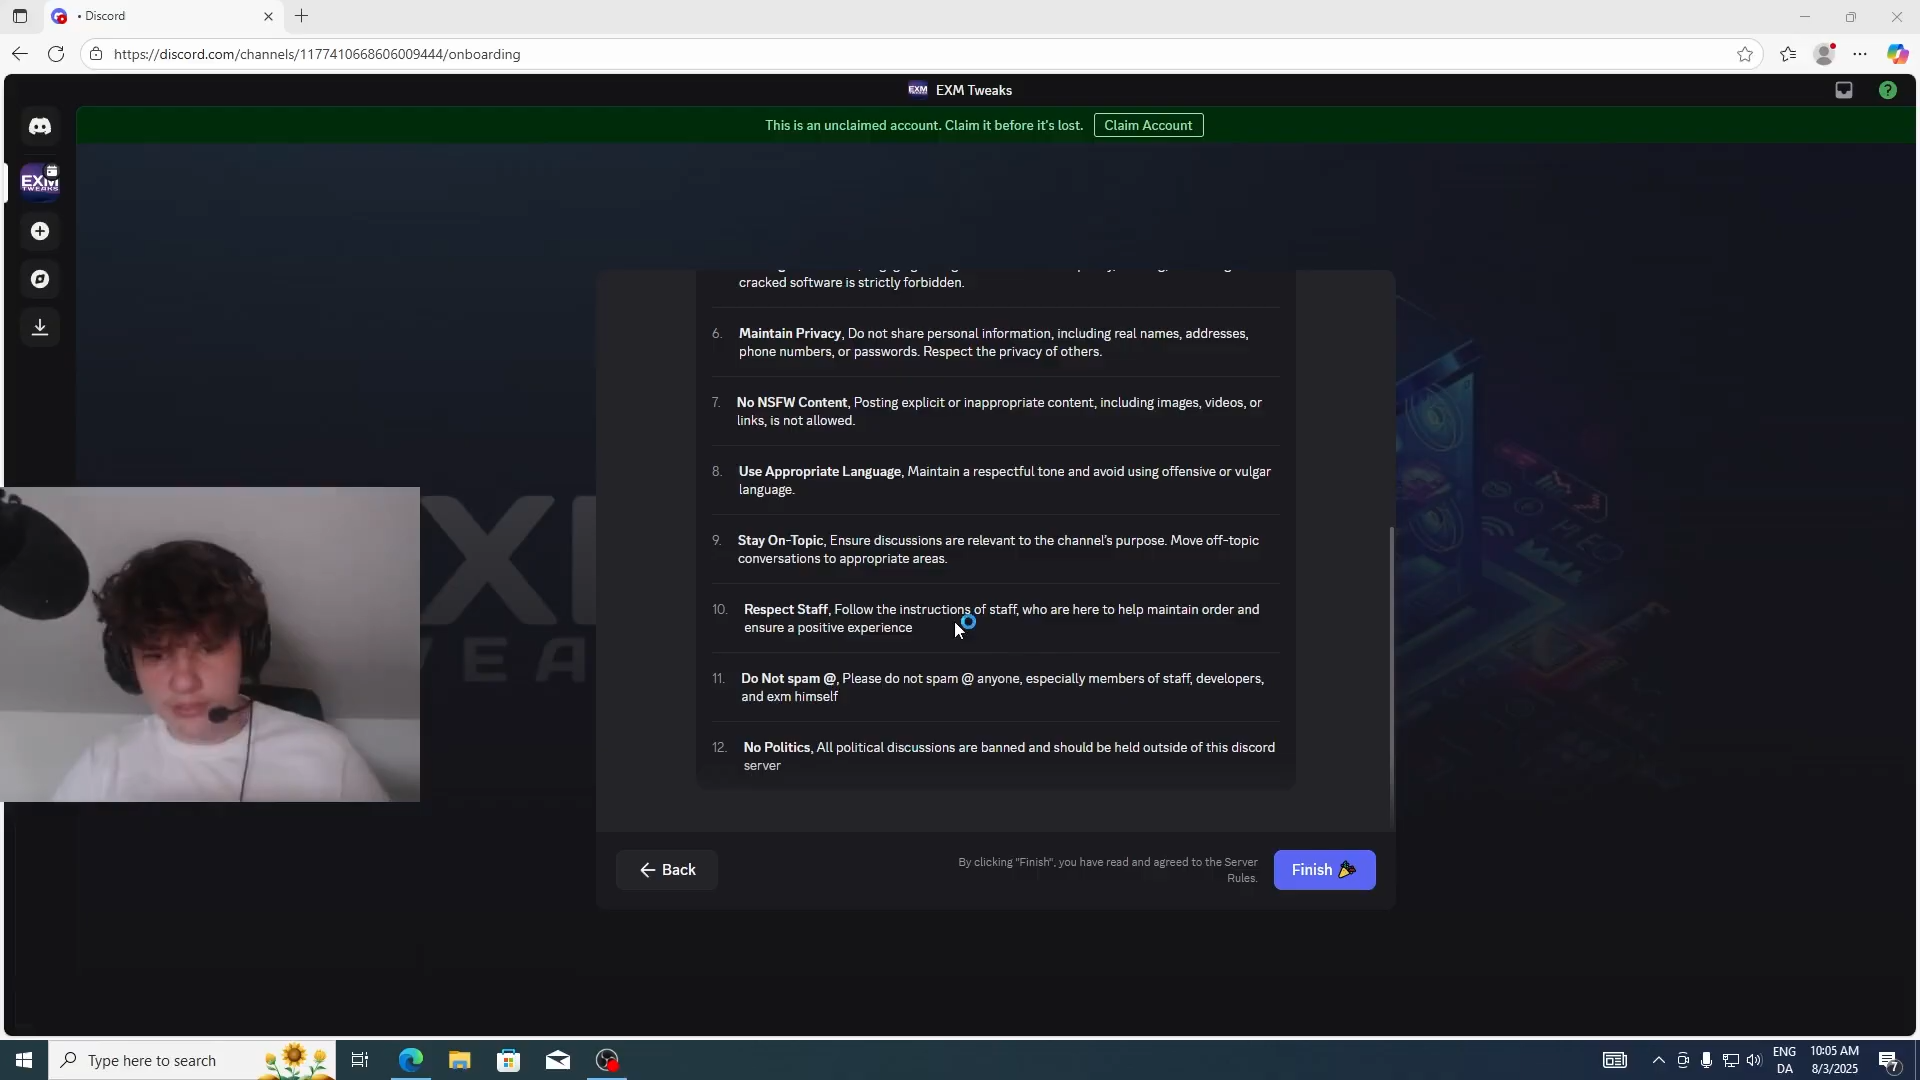 • Discord
https://discord.com/channels/1177410668606009444/onboarding
EXM Tweaks
This is an unclaimed account. Claim it before it's lost. Claim Account
EXM
TWEAKS
cracked software is strictly forbidden.
6. Maintain Privacy, Do not share personal information, including real names, addresses,
phone numbers, or passwords. Respect the privacy of others.
7. No NSFW Content, Posting explicit or inappropriate content, including images, videos, or
links, is not allowed.
8. Use Appropriate Language, Maintain a respectful tone and avoid using offensive or vulgar
language.
9. Stay On-Topic, Ensure discussions are relevant to the channel's purpose. Move off-topic
conversations to appropriate areas.
10. Respect Staff, Follow the instructions of staff, who are here to help maintain order and
ensure a positive experience
11. Do Not spam @, Please do not spam @ anyone, especially members of staff, developers,
and exm himself
12. No Politics, All political discussions are banned and should be held outside of this discord
server
← Back
By clicking "Finish", you have read and agreed to the Server
Rules.
Finish
Type here to search
ENG
DA
10:05 AM
8/3/2025
7